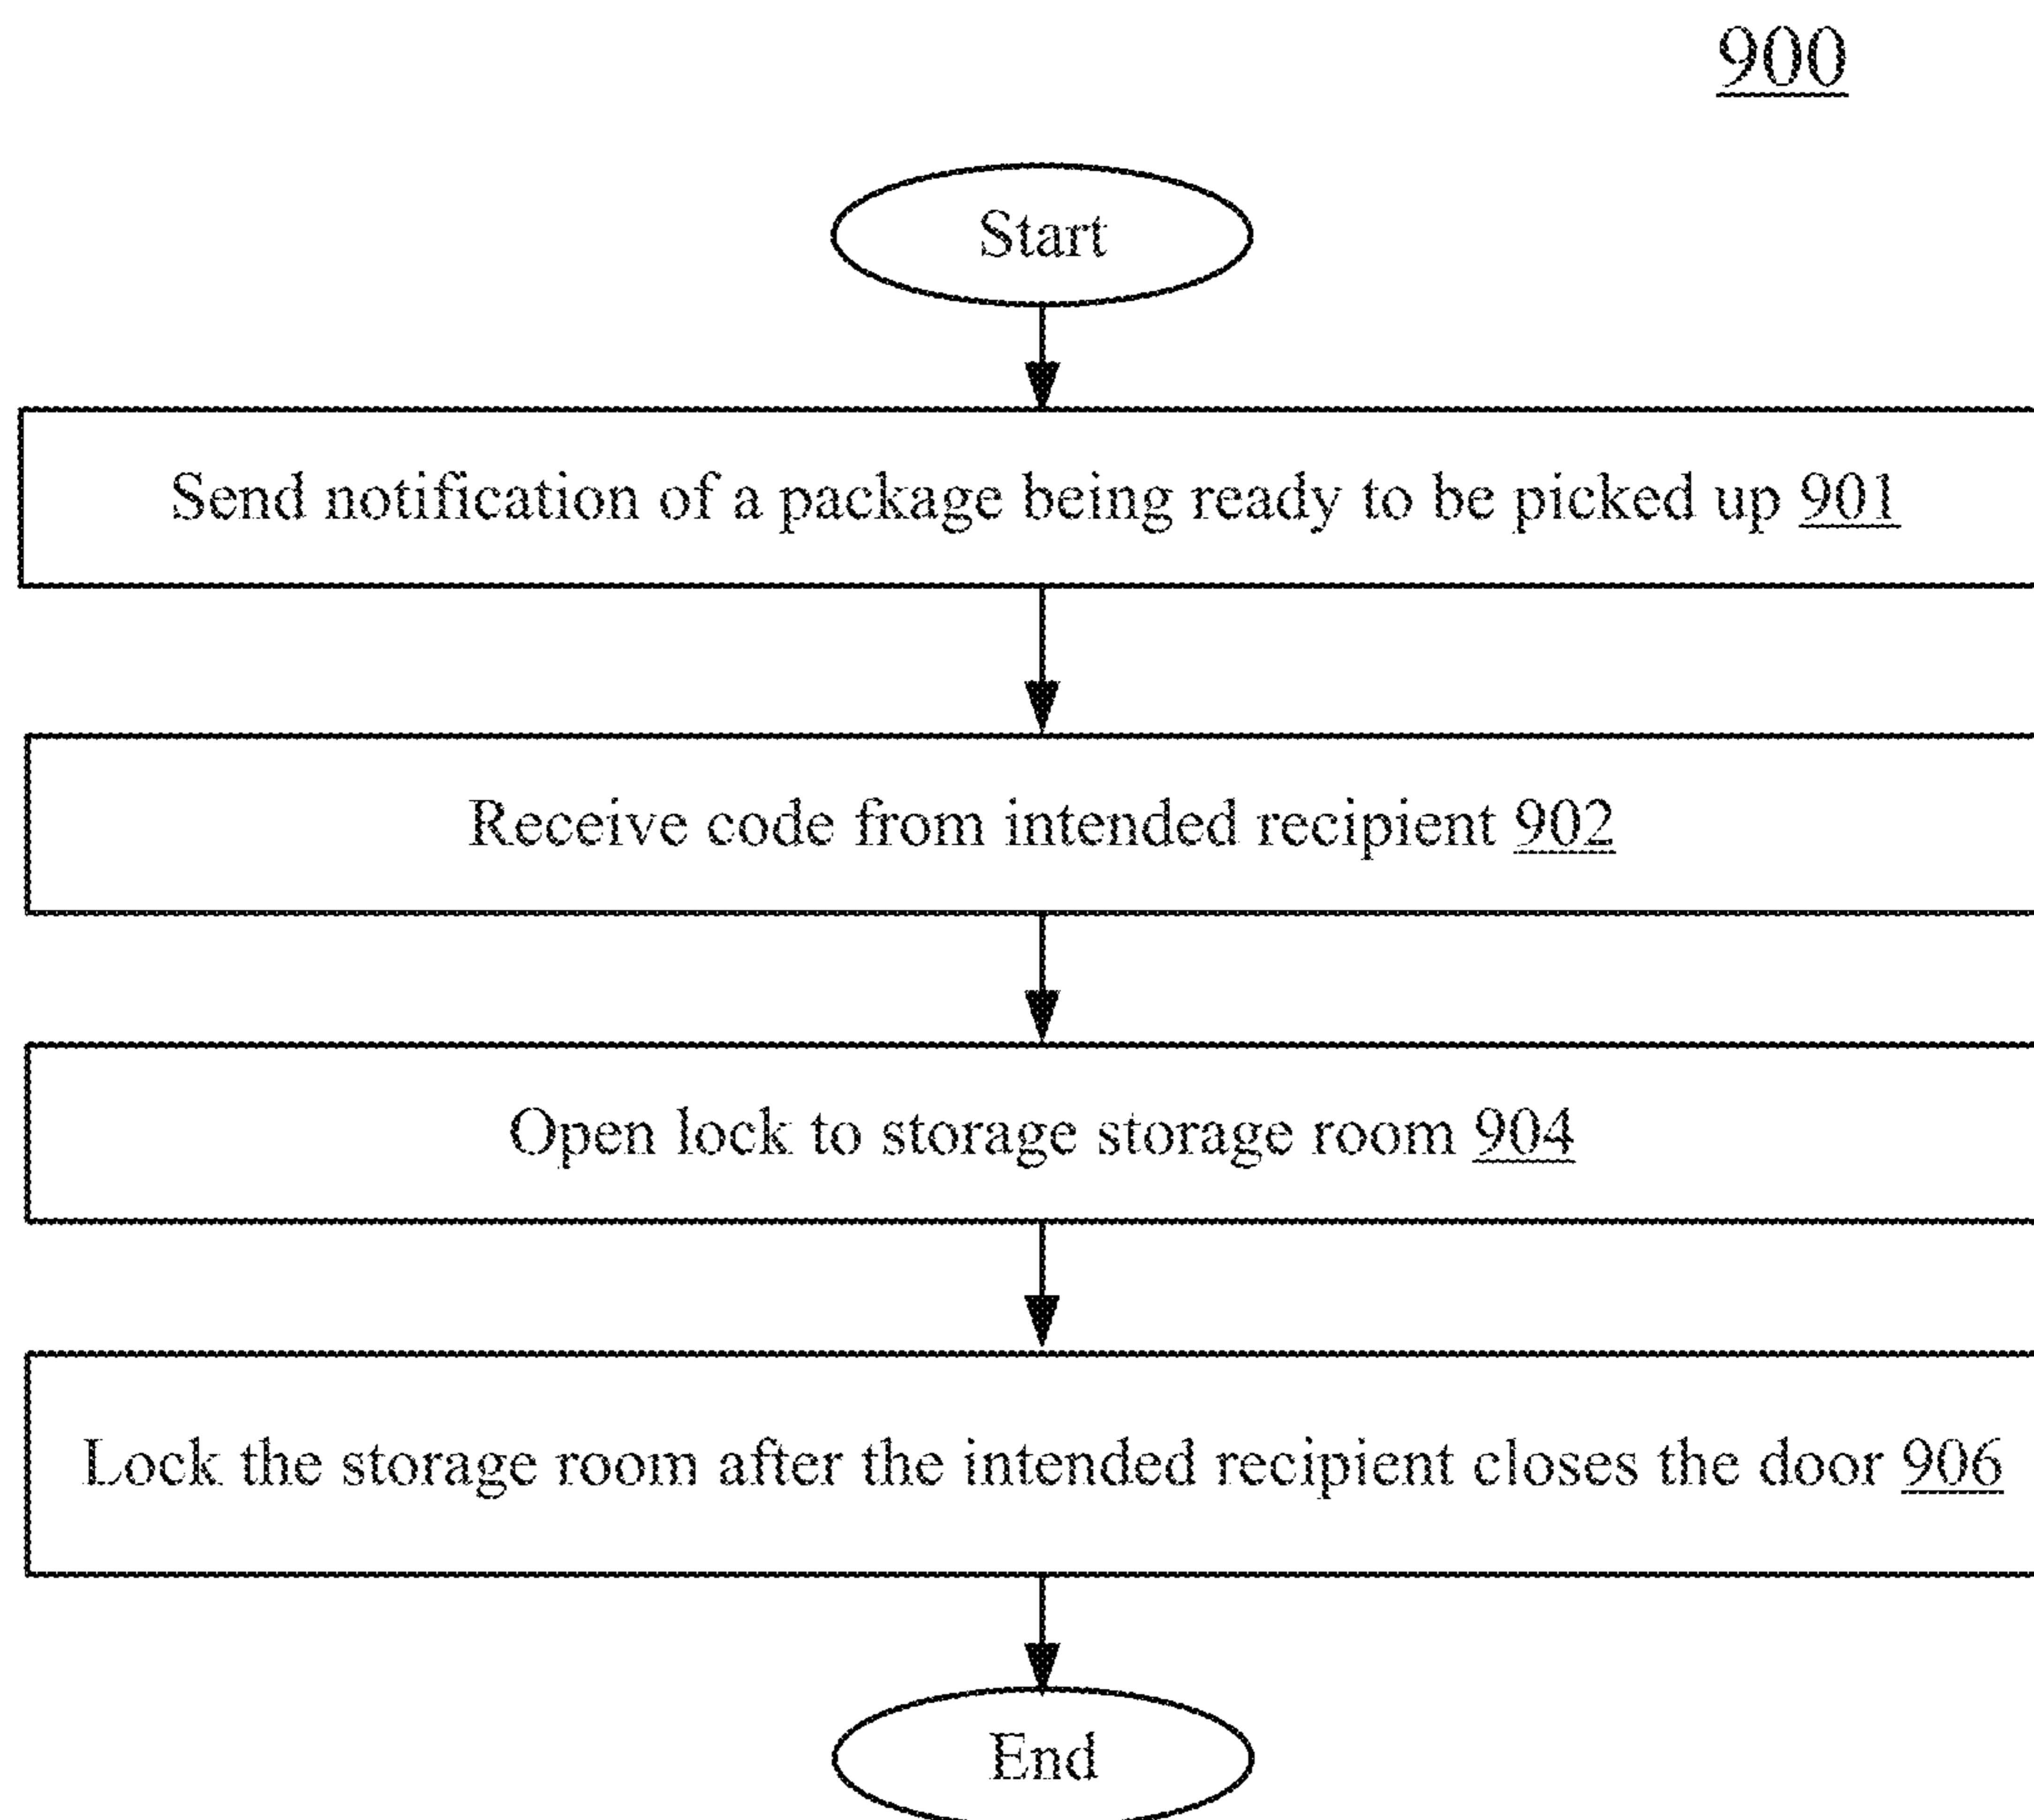 900
Start
Send notification of a package being ready to be picked up 901
Receive code from intended recipient 902
Open lock to storage storage room 904
Lock the storage room after the intended recipient closes the door 906
End